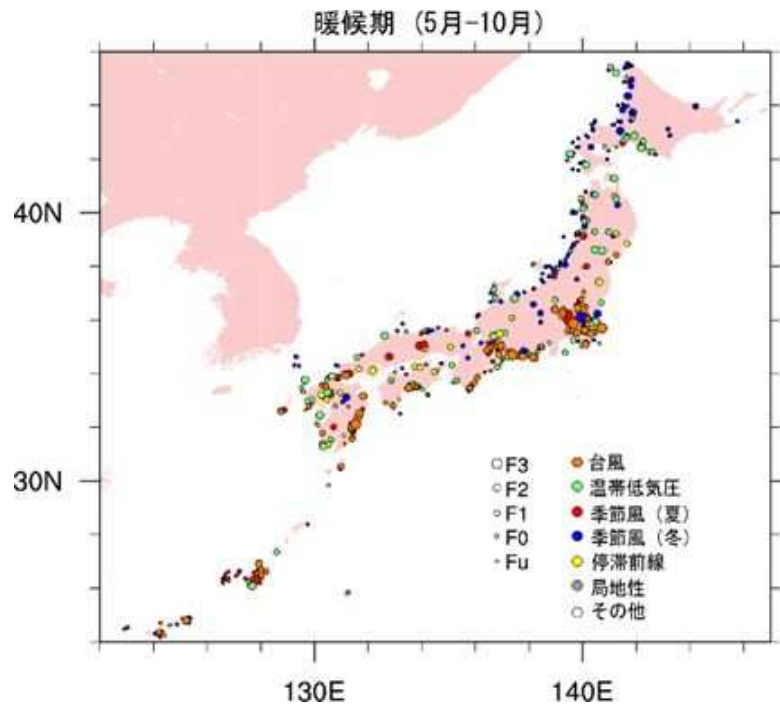 暖候期 (5月-10月)
40N
30N
F3
F2
F1
F0
Fu
台風
温帯低気圧
季節風 (夏)
季節風 (冬)
停滞前線
局地性
その他
130E
140E